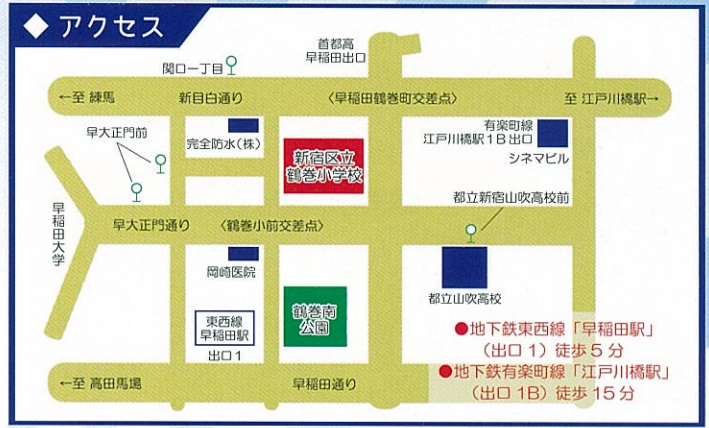 ◆ アクセス
首都高
早稲田出口
関口一丁目
←至 練馬
新目白通り
〈早稲田鶴巻町交差点〉
至 江戸川橋駅→
早大正門前
完全防水(株)
新宿区立
鶴巻小学校
有楽町線
江戸川橋駅1B出口
シネマビル
都立新宿山吹高校前
早稲田大学
早大正門通り
〈鶴巻小前交差点〉
岡崎医院
都立山吹高校
東西線
早稲田駅
出口1
鶴巻南
公園
●地下鉄東西線「早稲田駅」
(出口1)徒歩5分
●地下鉄有楽町線「江戸川橋駅」
(出口1B)徒歩15分
←至 高田馬場
早稲田通り